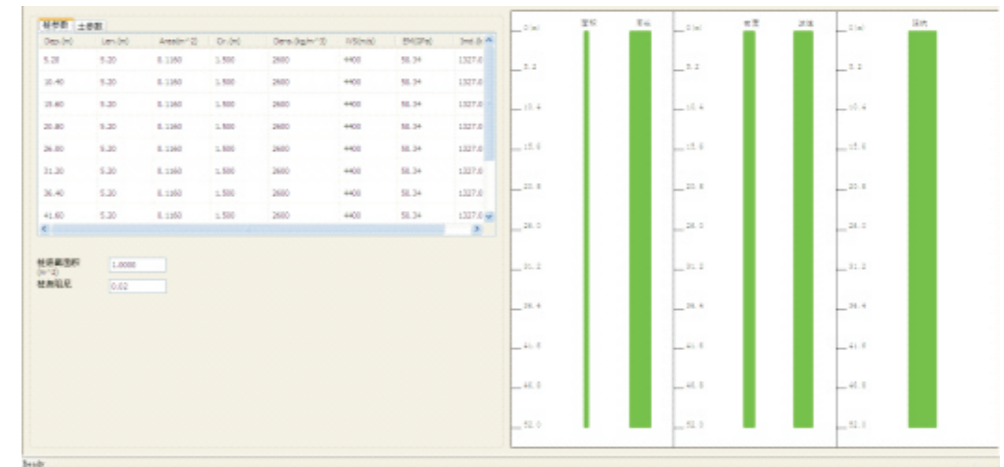 桩参数 土参数
Dep.(m) Len.(m) Area(m^2) Cir.(m) Dens.(kg/m^3) WS(m/s) EM(GPa)
5.20 5.20 0.1160 1.500 2600 4400 50.34 1327.0
10.40 5.20 0.1160 1.500 2600 4400 50.34 1327.0
15.60 5.20 0.1160 1.500 2600 4400 50.34 1327.0
20.80 5.20 0.1160 1.500 2600 4400 50.34 1327.0
26.00 5.20 0.1160 1.500 2600 4400 50.34 1327.0
31.20 5.20 0.1160 1.500 2600 4400 50.34 1327.0
36.40 5.20 0.1160 1.500 2600 4400 50.34 1327.0
41.60 5.20 0.1160 1.500 2600 4400 50.34 1327.0
1.0000
(m^2)
0.02
0(m) 面积 周长 0(m) 密度 波速 0(m) 阻抗
5.2 5.2 5.2
10.4 10.4 10.4
15.6 15.6 15.6
20.8 20.8 20.8
26.0 26.0 26.0
31.2 31.2 31.2
36.4 36.4 36.4
41.6 41.6 41.6
46.8 46.8 46.8
52.0 52.0 52.0
Ready